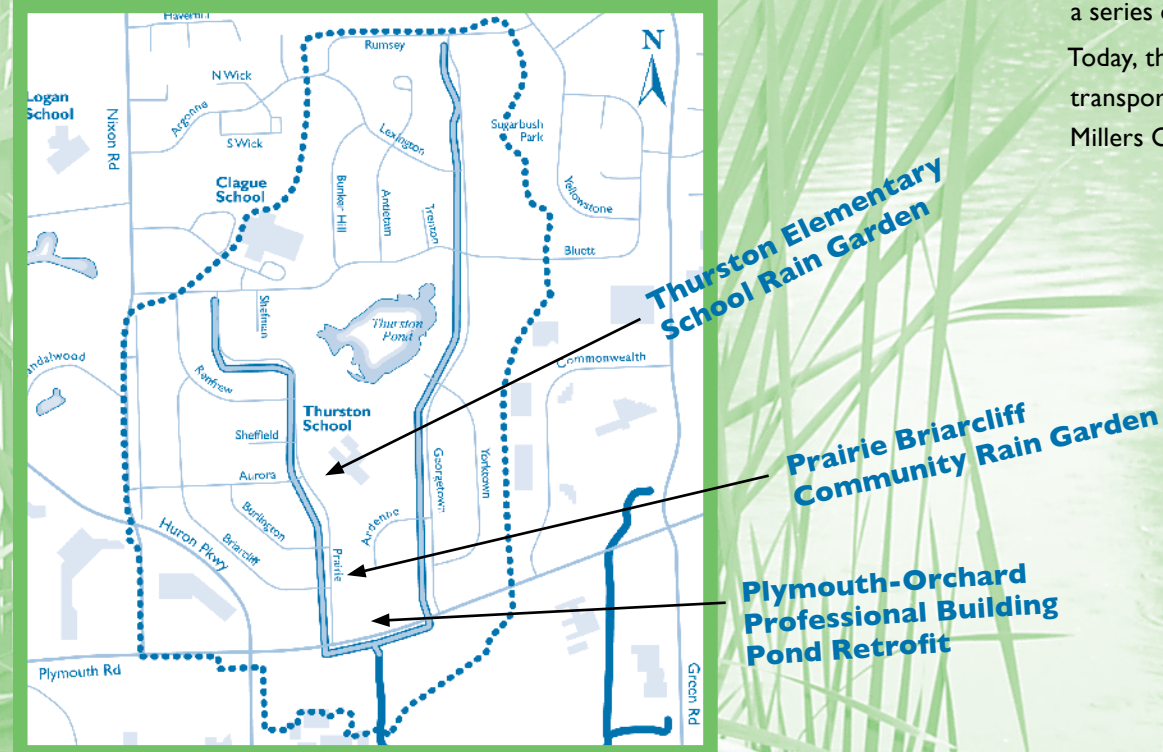 a series
Today, th
transpor
Millers C
Haverhill
Rumsey
N
N Wick
Logan
School
Nixon Rd
Argonne
S Wick
Lexington
Sugarbush
Park
Clague
School
Bunker Hill
Antietam
Trenton
Yellowstone
Bluett
Thurston Elementary
School Rain Garden
Shefman
Thurston
Pond
ndalwood
Commonwealth
Renfrew
Thurston
School
Sheffield
Prairie Briarcliff
Community Rain Garden
Aurora
Georgetown
Yorktown
Burlington
Ardenne
Huron Pkwy
Briarcliff
Prairie
Plymouth-Orchard
Professional Building
Pond Retrofit
Plymouth Rd
Green Rd